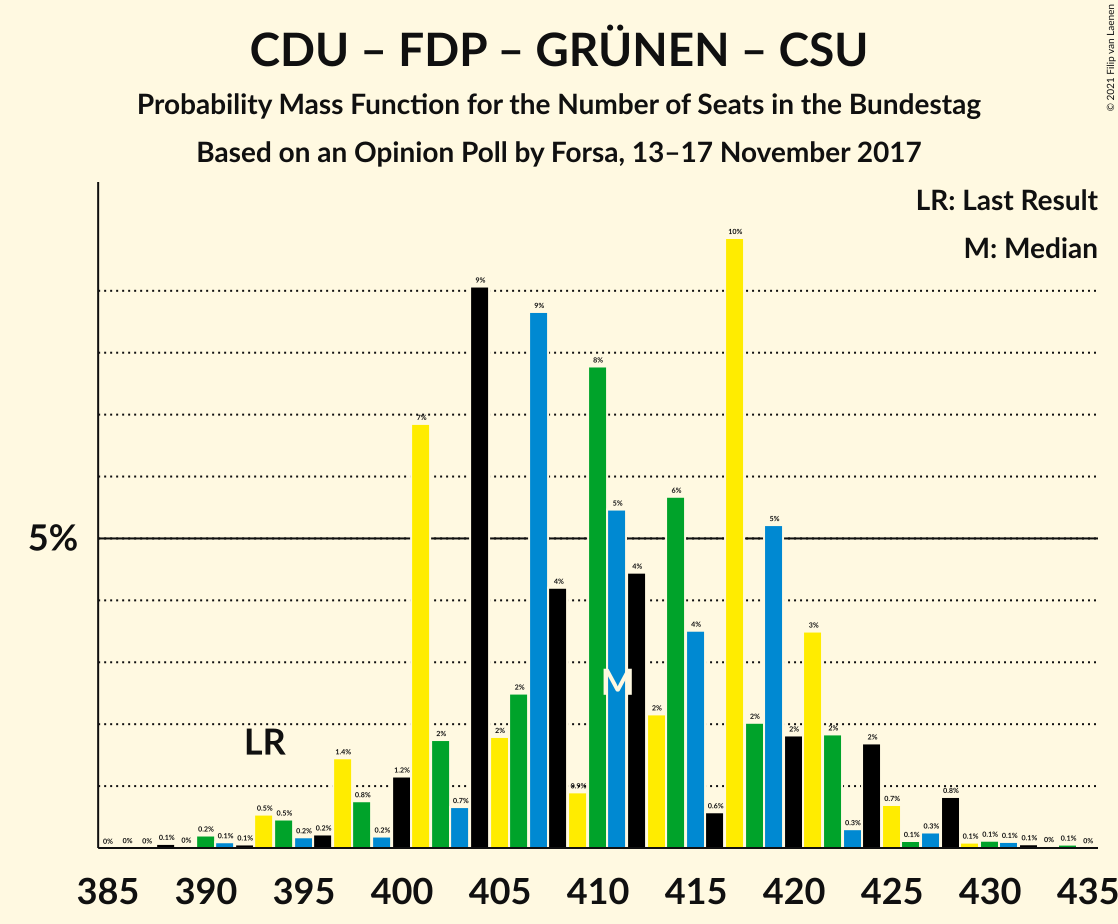 CDU – FDP – GRÜNEN – CSU
Probability Mass Function for the Number of Seats in the Bundestag
Based on an Opinion Poll by Forsa, 13–17 November 2017
© 2021 Filip van Laenen
LR: Last Result
M: Median
5%
LR
M
0% 0% 0% 0.1% 0% 0.2% 0.1% 0.1% 0.5% 0.5% 0.2% 0.2% 1.4% 0.8% 0.2% 1.2% 7% 2% 0.7% 9% 2% 2% 9% 4% 0.9% 8% 5% 4% 2% 6% 4% 0.6% 10% 2% 5% 2% 3% 2% 0.3% 2% 0.7% 0.1% 0.3% 0.8% 0.1% 0.1% 0.1% 0.1% 0% 0.1% 0%
385 390 395 400 405 410 415 420 425 430 435